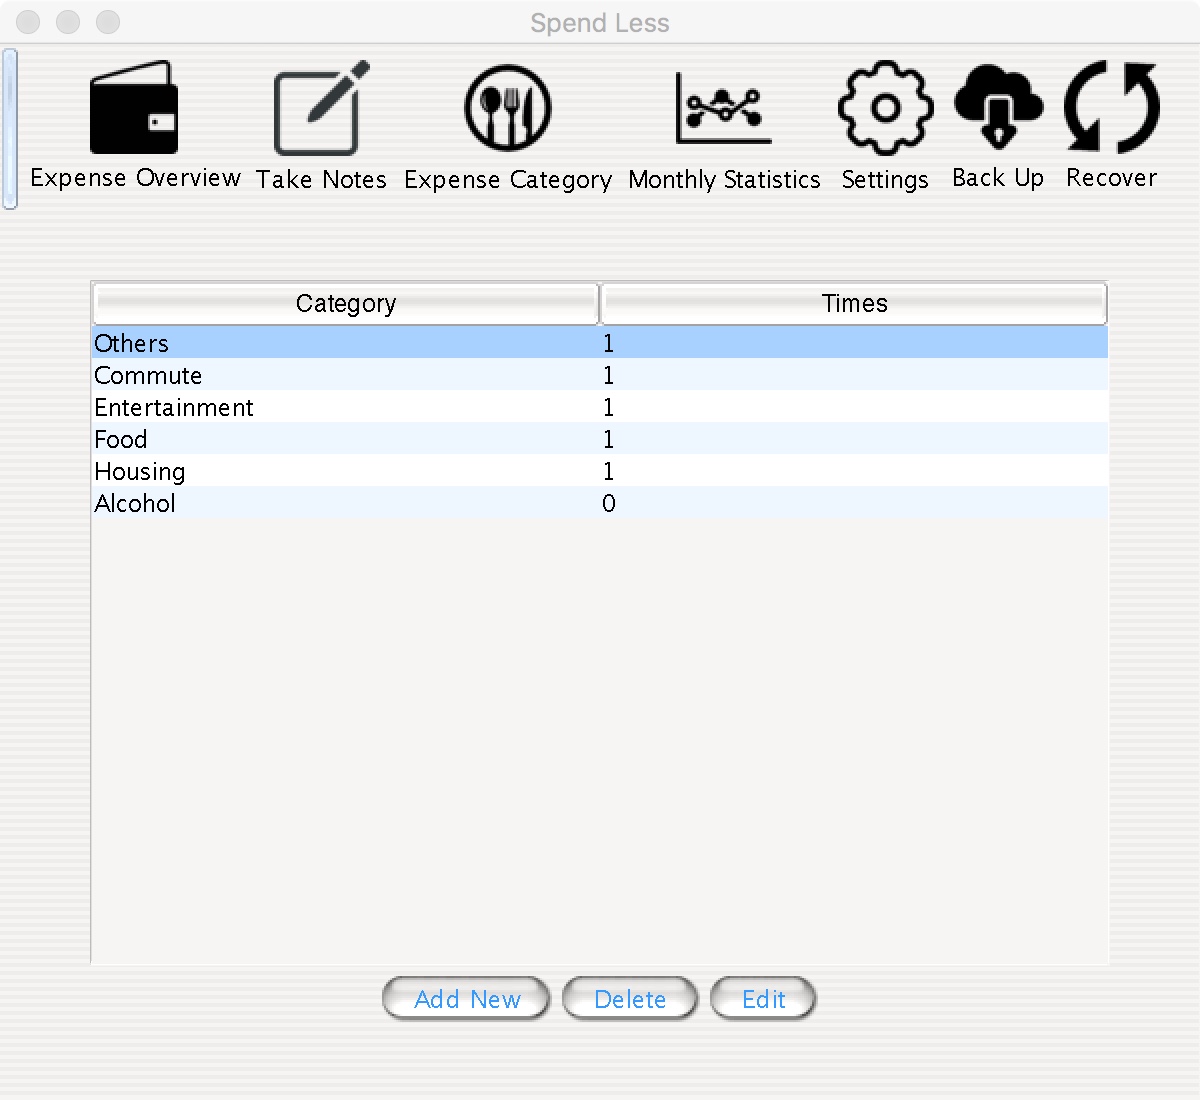 Spend Less
Expense Overview Take Notes Expense Category Monthly Statistics Settings Back Up Recover
Category Times
Others 1
Commute 1
Entertainment 1
Food 1
Housing 1
Alcohol 0
Add New Delete Edit